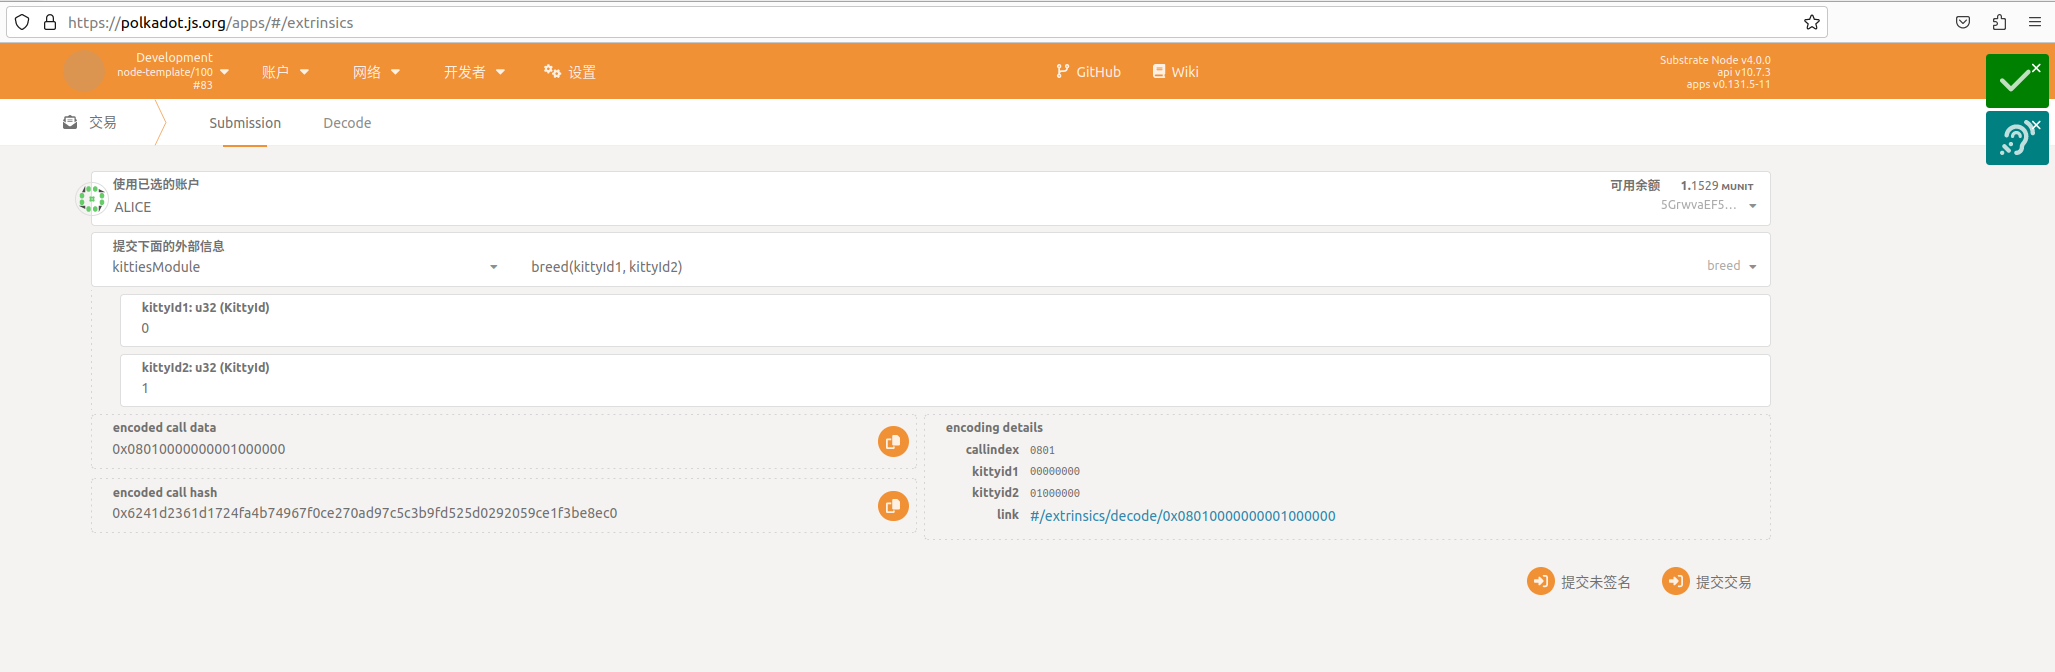 https://polkadot.js.org/apps/#/extrinsics
Development
node-template/100
#83
账户
网络
开发者
设置
GitHub
Wiki
Substrate Node v4.0.0
api v10.7.3
apps v0.131.5-11
交易
Submission
Decode
使用已选的账户
ALICE
可用余额 1.1529 MUNIT
5GrwvaEF5...
提交下面的外部信息
kittiesModule
breed(kittyId1, kittyId2)
breed
kittyId1: u32 (KittyId)
0
kittyId2: u32 (KittyId)
1
encoded call data
0x08010000000001000000
encoded call hash
0x6241d2361d1724fa4b74967f0ce270ad97c5c3b9fd525d0292059ce1f3be8ec0
encoding details
callindex 0801
kittyid1 00000000
kittyid2 01000000
link #/extrinsics/decode/0x08010000000001000000
提交未签名
提交交易